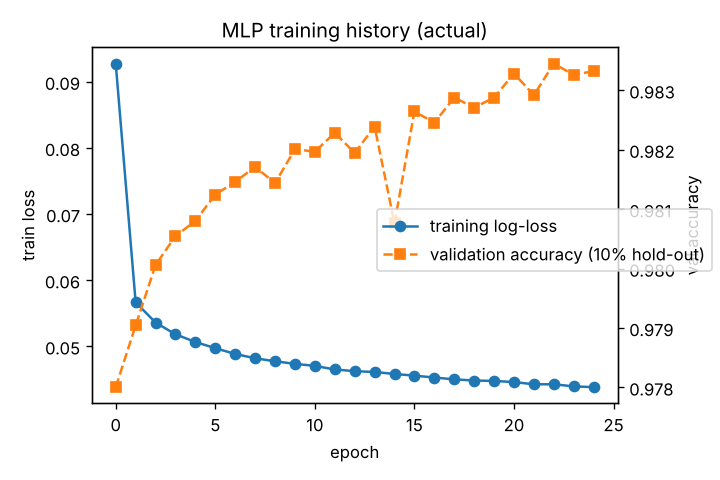 MLP training history (actual)
train loss
0.09
0.08
0.07
0.06
0.05
0.983
0.982
0.981
0.980
0.979
0.978
val accuracy
training log-loss
validation accuracy (10% hold-out)
0
5
10
15
20
25
epoch